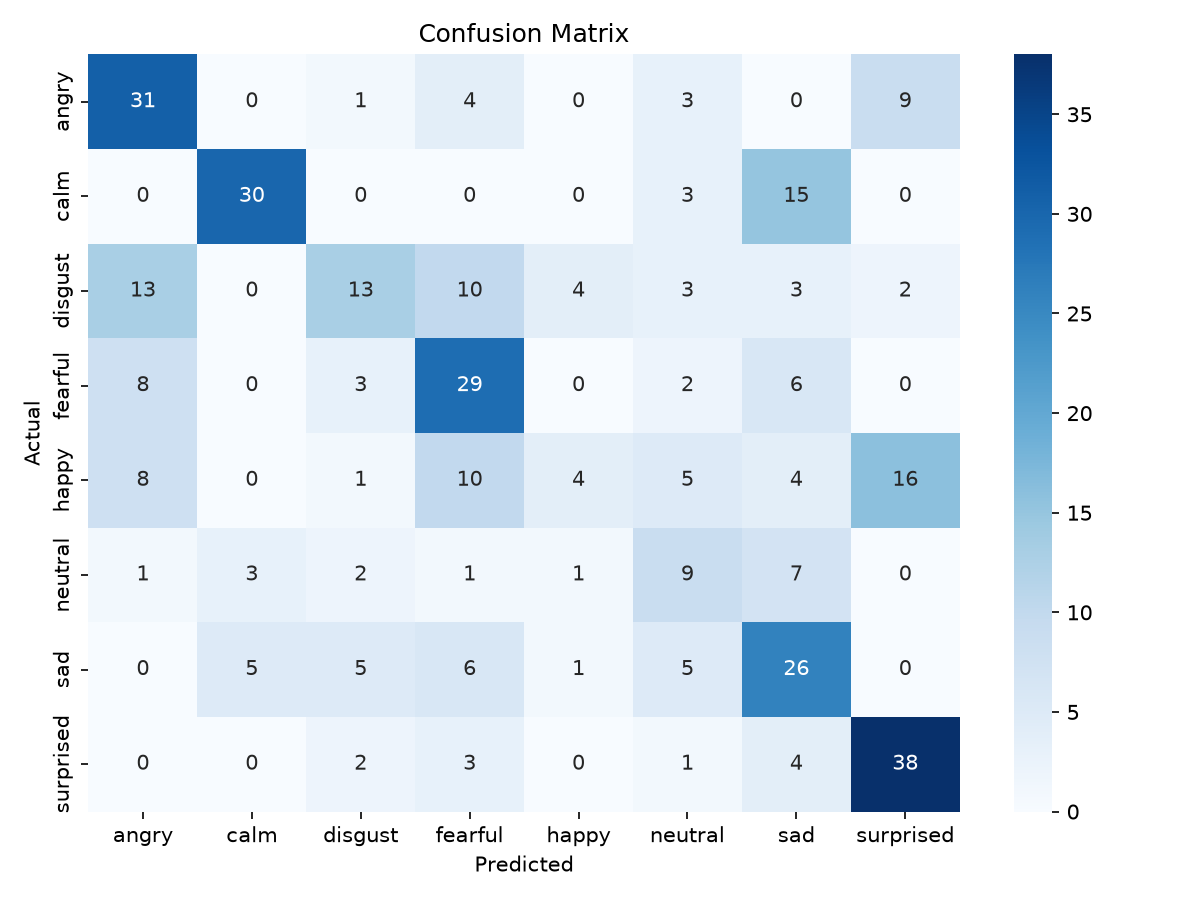 Confusion Matrix
angry 31 0 1 4 0 3 0 9
calm 0 30 0 0 0 3 15 0
disgust 13 0 13 10 4 3 3 2
fearful 8 0 3 29 0 2 6 0
happy 8 0 1 10 4 5 4 16
neutral 1 3 2 1 1 9 7 0
sad 0 5 5 6 1 5 26 0
surprised 0 0 2 3 0 1 4 38
angry calm disgust fearful happy neutral sad surprised
Predicted
Actual
35
30
25
20
15
10
5
0